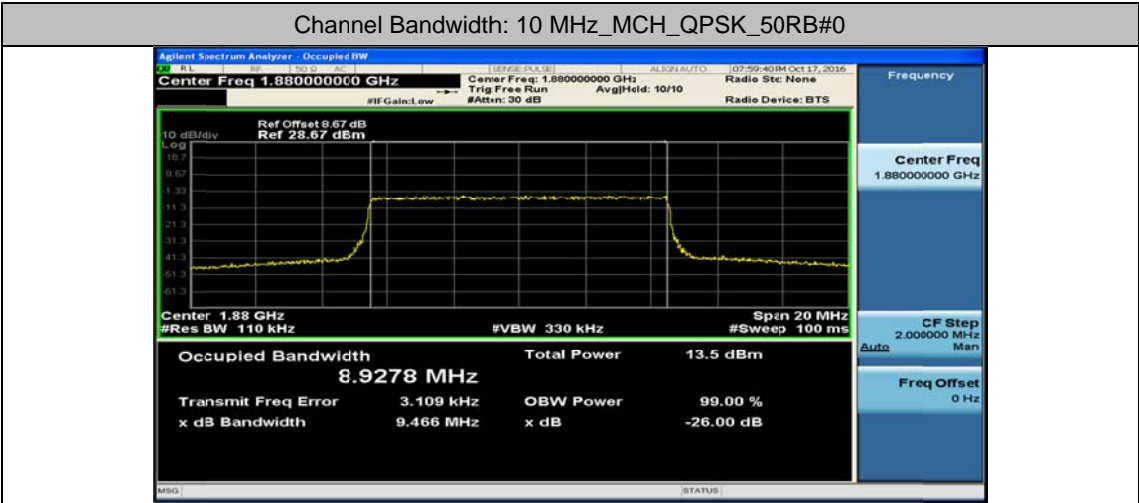 Channel Bandwidth: 10 MHz_MCH_QPSK_50RB#0
Agilent Spectrum Analyzer - Occupied BW
RL RF 50 Ω AC SENSE:PULSE ALIGN AUTO 07:59:40 PM Oct 17, 2016
Center Freq 1.880000000 GHz Center Freq: 1.880000000 GHz Radio Std: None Frequency
Trig: Free Run Avg|Held: 10/10
#IFGain:Low #Atten: 30 dB Radio Device: BTS
Ref Offset 8.67 dB
10 dB/div Ref 28.67 dBm
Log
18.7
8.67
-1.33
-11.3
-21.3
-31.3
-41.3
-51.3
-61.3
Center Freq
1.880000000 GHz
Center 1.88 GHz Span 20 MHz
#Res BW 110 kHz #VBW 330 kHz #Sweep 100 ms
CF Step
2.000000 MHz
Auto Man
Occupied Bandwidth Total Power 13.5 dBm
8.9278 MHz
Transmit Freq Error 3.109 kHz OBW Power 99.00 %
x dB Bandwidth 9.466 MHz x dB -26.00 dB
Freq Offset
0 Hz
MSG STATUS